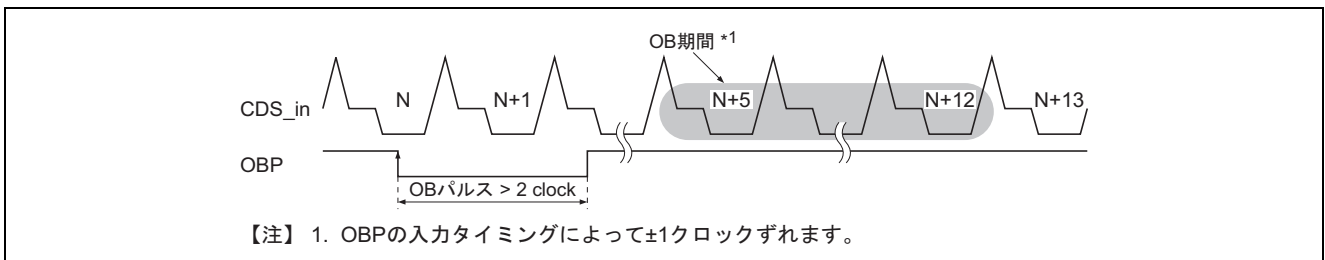 OB期間 *1
CDS_in N N+1 N+5 N+12 N+13
OBP
OBパルス > 2 clock
【注】 1. OBPの入力タイミングによって±1クロックずれます。